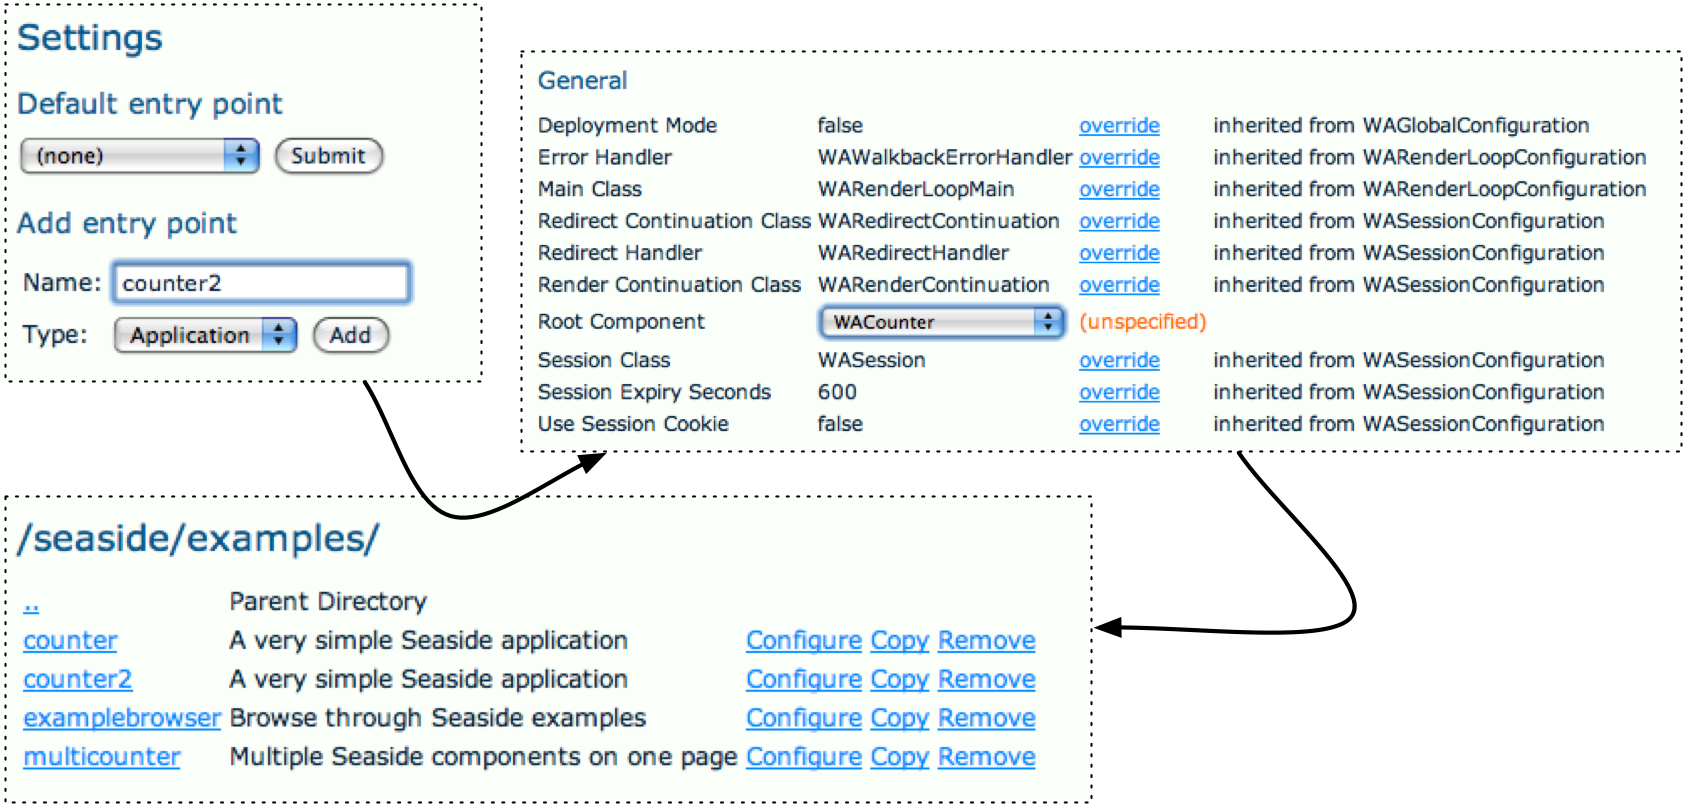 Settings
Default entry point
(none) Submit
Add entry point
Name: counter2
Type: Application Add
General
Deployment Mode false override inherited from WAGlobalConfiguration
Error Handler WAWalkbackErrorHandler override inherited from WARenderLoopConfiguration
Main Class WARenderLoopMain override inherited from WARenderLoopConfiguration
Redirect Continuation Class WARedirectContinuation override inherited from WASessionConfiguration
Redirect Handler WARedirectHandler override inherited from WASessionConfiguration
Render Continuation Class WARenderContinuation override inherited from WASessionConfiguration
Root Component WACounter (unspecified)
Session Class WASession override inherited from WASessionConfiguration
Session Expiry Seconds 600 override inherited from WASessionConfiguration
Use Session Cookie false override inherited from WASessionConfiguration
/seaside/examples/
.. Parent Directory
counter A very simple Seaside application Configure Copy Remove
counter2 A very simple Seaside application Configure Copy Remove
examplebrowser Browse through Seaside examples Configure Copy Remove
multicounter Multiple Seaside components on one page Configure Copy Remove